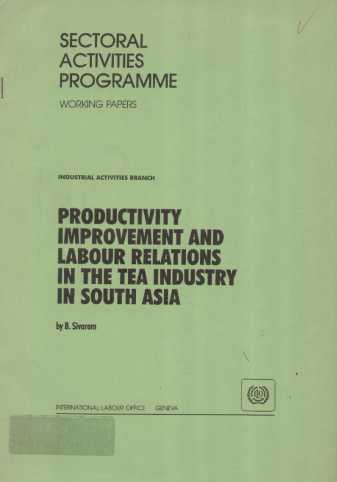 SECTORAL
ACTIVITIES
PROGRAMME
WORKING PAPERS
INDUSTRIAL ACTIVITIES BRANCH
PRODUCTIVITY
IMPROVEMENT AND
LABOUR RELATIONS
IN THE TEA INDUSTRY
IN SOUTH ASIA
by B. Sivaram
INTERNATIONAL LABOUR OFFICE GENEVA